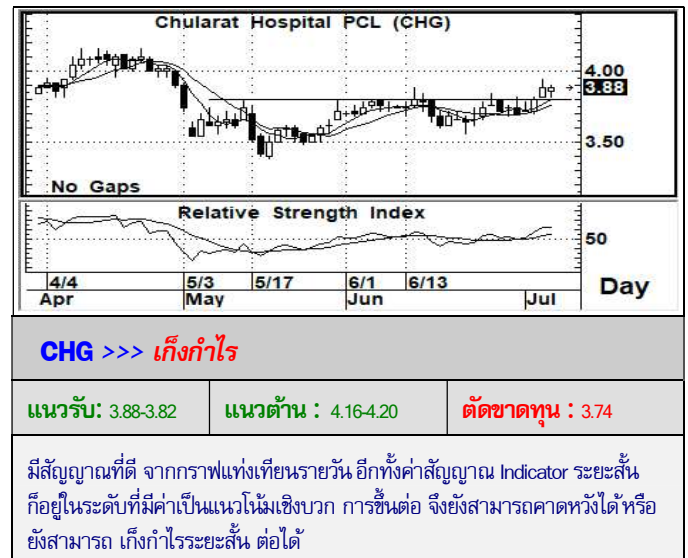 Chularat Hospital PCL (CHG)
4.00
3.88
3.50
No Gaps
Relative Strength Index
50
4/4 5/3 5/17 6/1 6/13
Apr May Jun Jul
Day
CHG >>> เก็งกำไร
แนวรับ: 3.88-3.82 แนวต้าน : 4.16-4.20 ตัดขาดทุน : 3.74
มีสัญญาณที่ดี จากกราฟแท่งเทียนรายวัน อีกทั้งค่าสัญญาณ Indicator ระยะสั้น
ก็อยู่ในระดับที่มีค่าเป็นแนวโน้มเชิงบวก การขึ้นต่อ จึงยังสามารถคาดหวังได้ หรือ
ยังสามารถ เก็งกำไรระยะสั้น ต่อได้